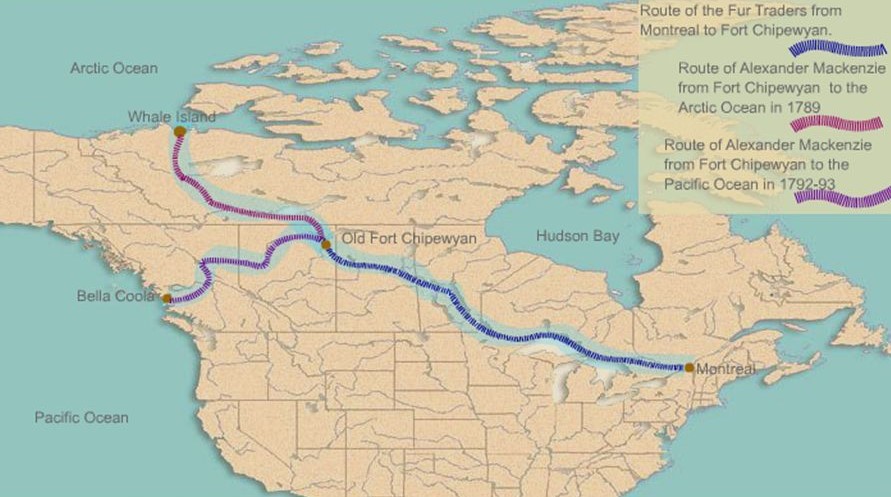 Route of the Fur Traders from
Montreal to Fort Chipewyan.
Route of Alexander Mackenzie
from Fort Chipewyan to the
Arctic Ocean in 1789
Route of Alexander Mackenzie
from Fort Chipewyan to the
Pacific Ocean in 1792-93
Arctic Ocean
Whale Island
Old Fort Chipewyan
Hudson Bay
Bella Coola
Montreal
Pacific Ocean